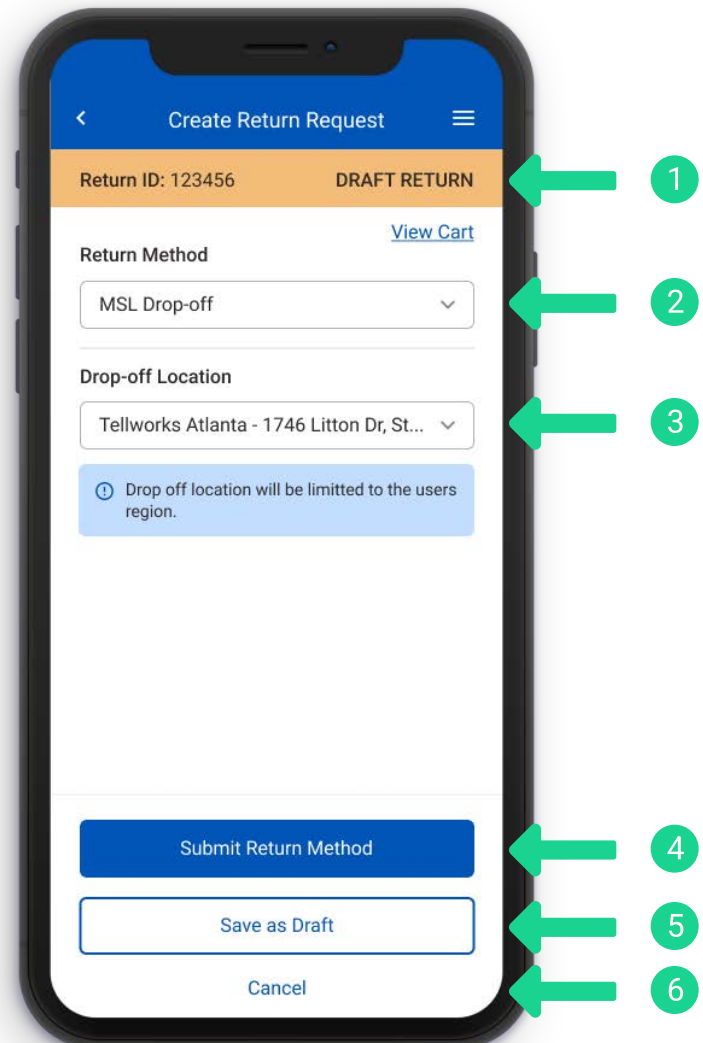 Create Return Request
Return ID: 123456 DRAFT RETURN
1
View Cart
Return Method
MSL Drop-off
2
Drop-off Location
Tellworks Atlanta - 1746 Litton Dr, St...
3
Drop off location will be limitted to the users
region.
Submit Return Method
4
Save as Draft
5
Cancel
6